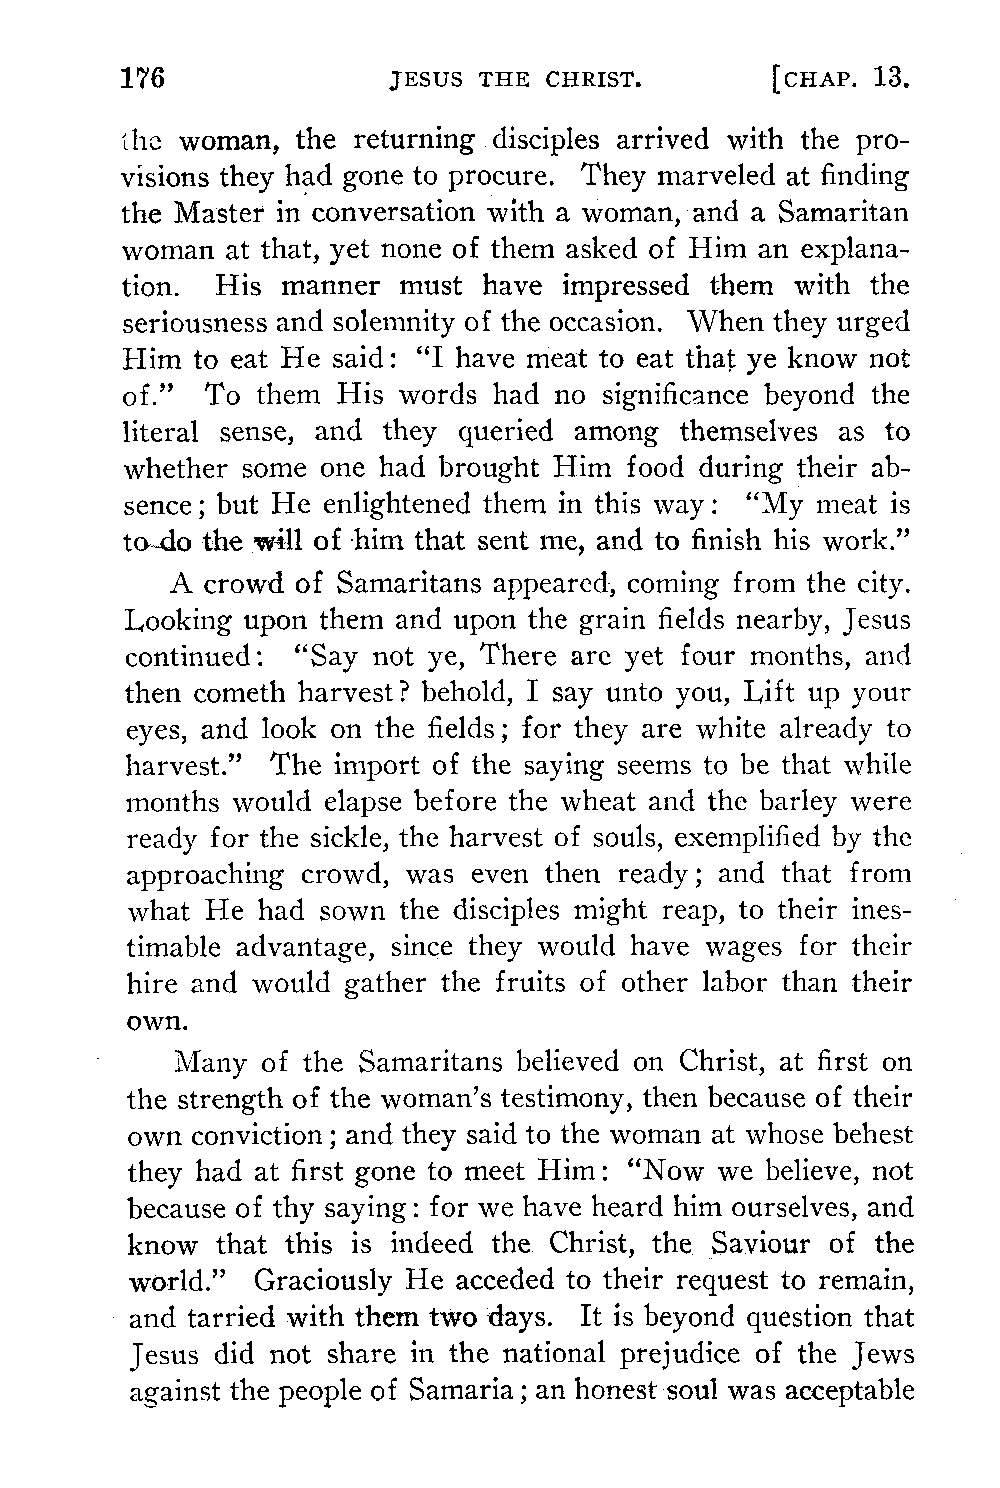 176 JESUS THE CHRIST. [CHAP. 13.
the woman, the returning disciples arrived with the pro-
visions they had gone to procure. They marveled at finding
the Master in conversation with a woman, and a Samaritan
woman at that, yet none of them asked of Him an explana-
tion. His manner must have impressed them with the
seriousness and solemnity of the occasion. When they urged
Him to eat He said: “I have meat to eat that ye know not
of.” To them His words had no significance beyond the
literal sense, and they queried among themselves as to
whether some one had brought Him food during their ab-
sence; but He enlightened them in this way: “My meat is
to do the will of him that sent me, and to finish his work.”
A crowd of Samaritans appeared, coming from the city.
Looking upon them and upon the grain fields nearby, Jesus
continued: “Say not ye, There are yet four months, and
then cometh harvest? behold, I say unto you, Lift up your
eyes, and look on the fields; for they are white already to
harvest.” The import of the saying seems to be that while
months would elapse before the wheat and the barley were
ready for the sickle, the harvest of souls, exemplified by the
approaching crowd, was even then ready; and that from
what He had sown the disciples might reap, to their ines-
timable advantage, since they would have wages for their
hire and would gather the fruits of other labor than their
own.
Many of the Samaritans believed on Christ, at first on
the strength of the woman’s testimony, then because of their
own conviction; and they said to the woman at whose behest
they had at first gone to meet Him: “Now we believe, not
because of thy saying: for we have heard him ourselves, and
know that this is indeed the Christ, the Saviour of the
world.” Graciously He acceded to their request to remain,
and tarried with them two days. It is beyond question that
Jesus did not share in the national prejudice of the Jews
against the people of Samaria; an honest soul was acceptable